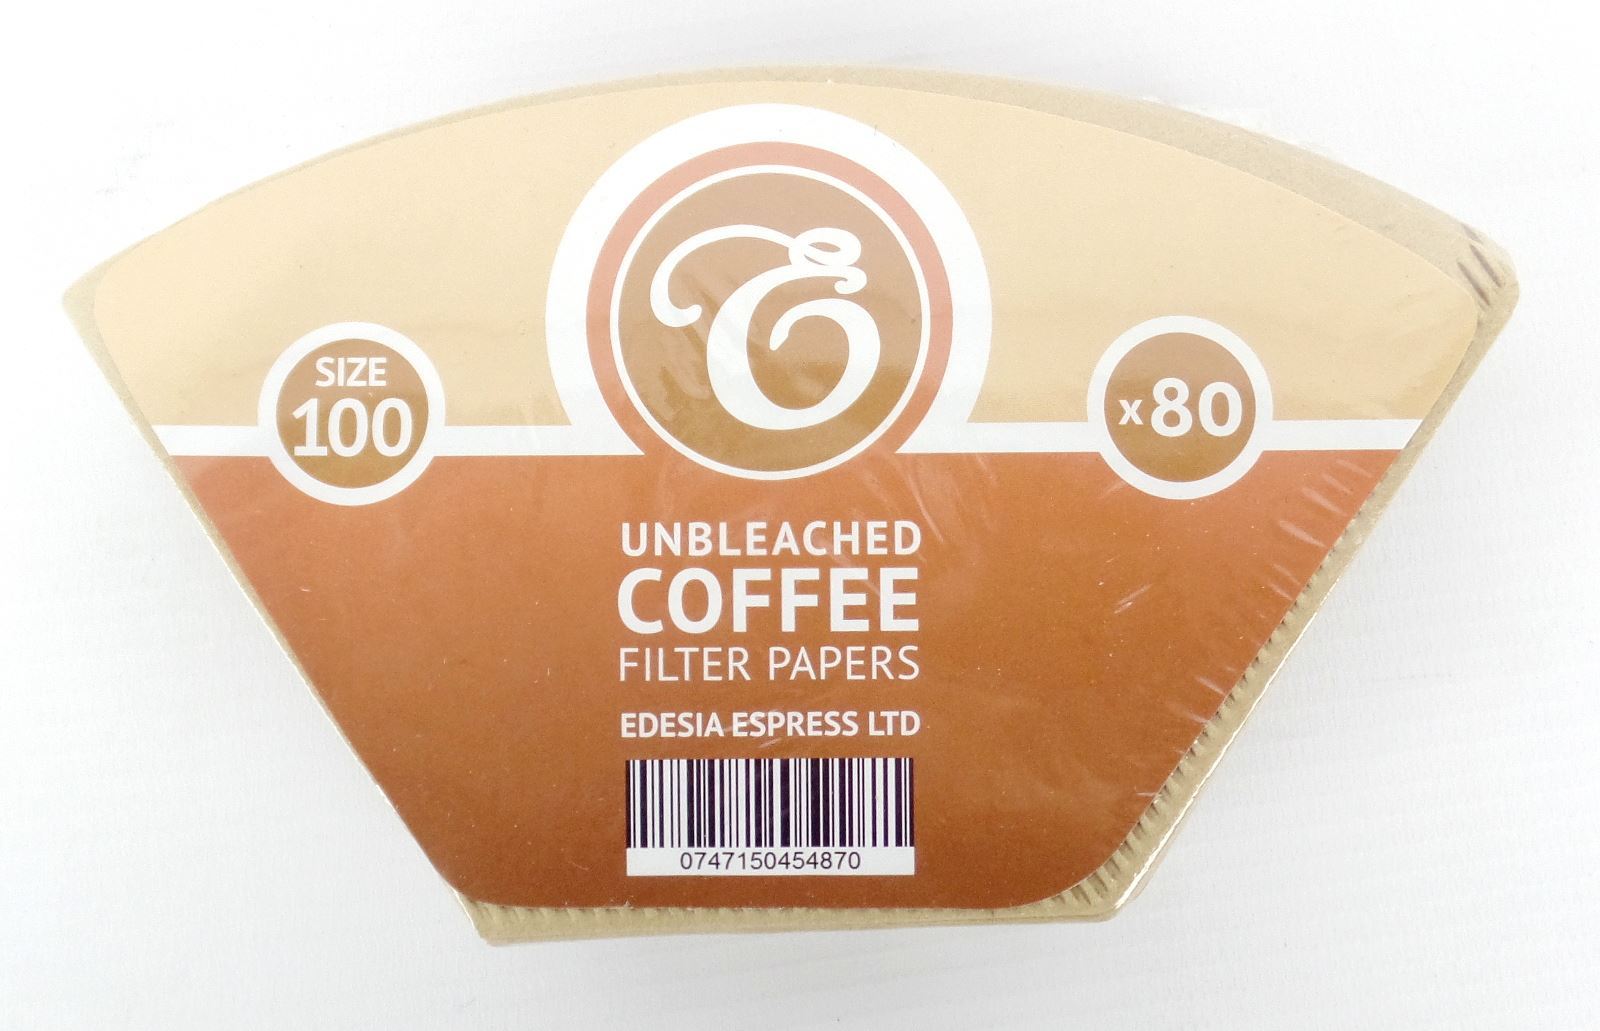 E
SIZE
100
x80
UNBLEACHED
COFFEE
FILTER PAPERS
EDESIA ESPRESS LTD
0747150454870